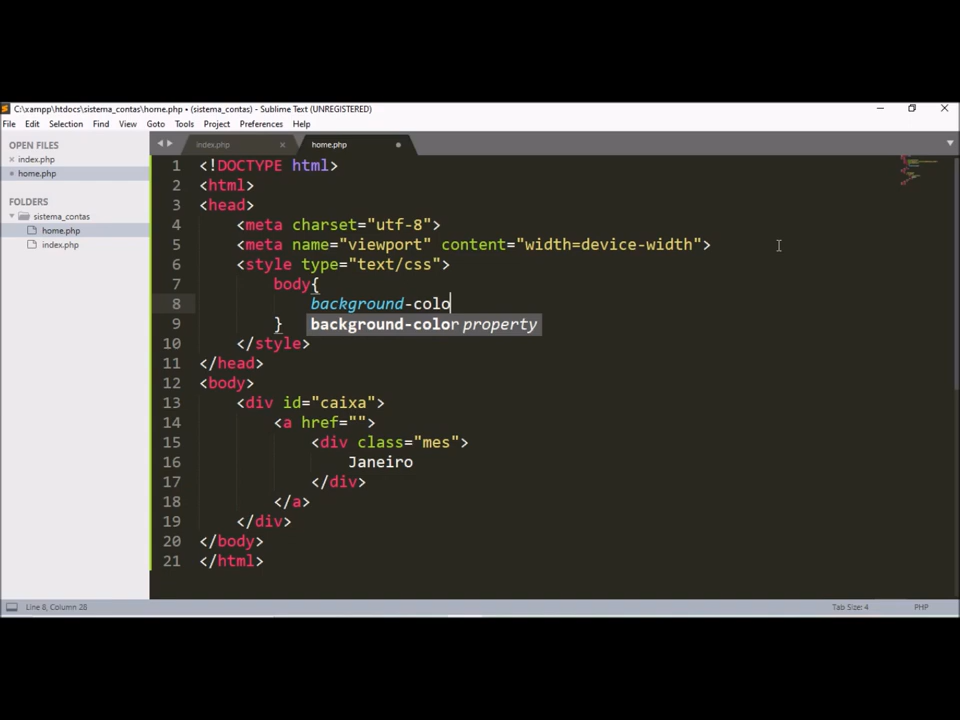 C:\xampp\htdocs\sistema_contas\home.php • (sistema_contas) - Sublime Text (UNREGISTERED)
File Edit Selection Find View Goto Tools Project Preferences Help
OPEN FILES
index.php
home.php
FOLDERS
sistema_contas
home.php
index.php
index.php
home.php
1 <!DOCTYPE html>
2 <html>
3 <head>
4 <meta charset="utf-8">
5 <meta name="viewport" content="width=device-width">
6 <style type="text/css">
7 body{
8 background-colo
background-color property
9 }
10 </style>
11 </head>
12 <body>
13 <div id="caixa">
14 <a href="">
15 <div class="mes">
16 Janeiro
17 </div>
18 </a>
19 </div>
20 </body>
21 </html>
Line 8, Column 28
Tab Size: 4
PHP